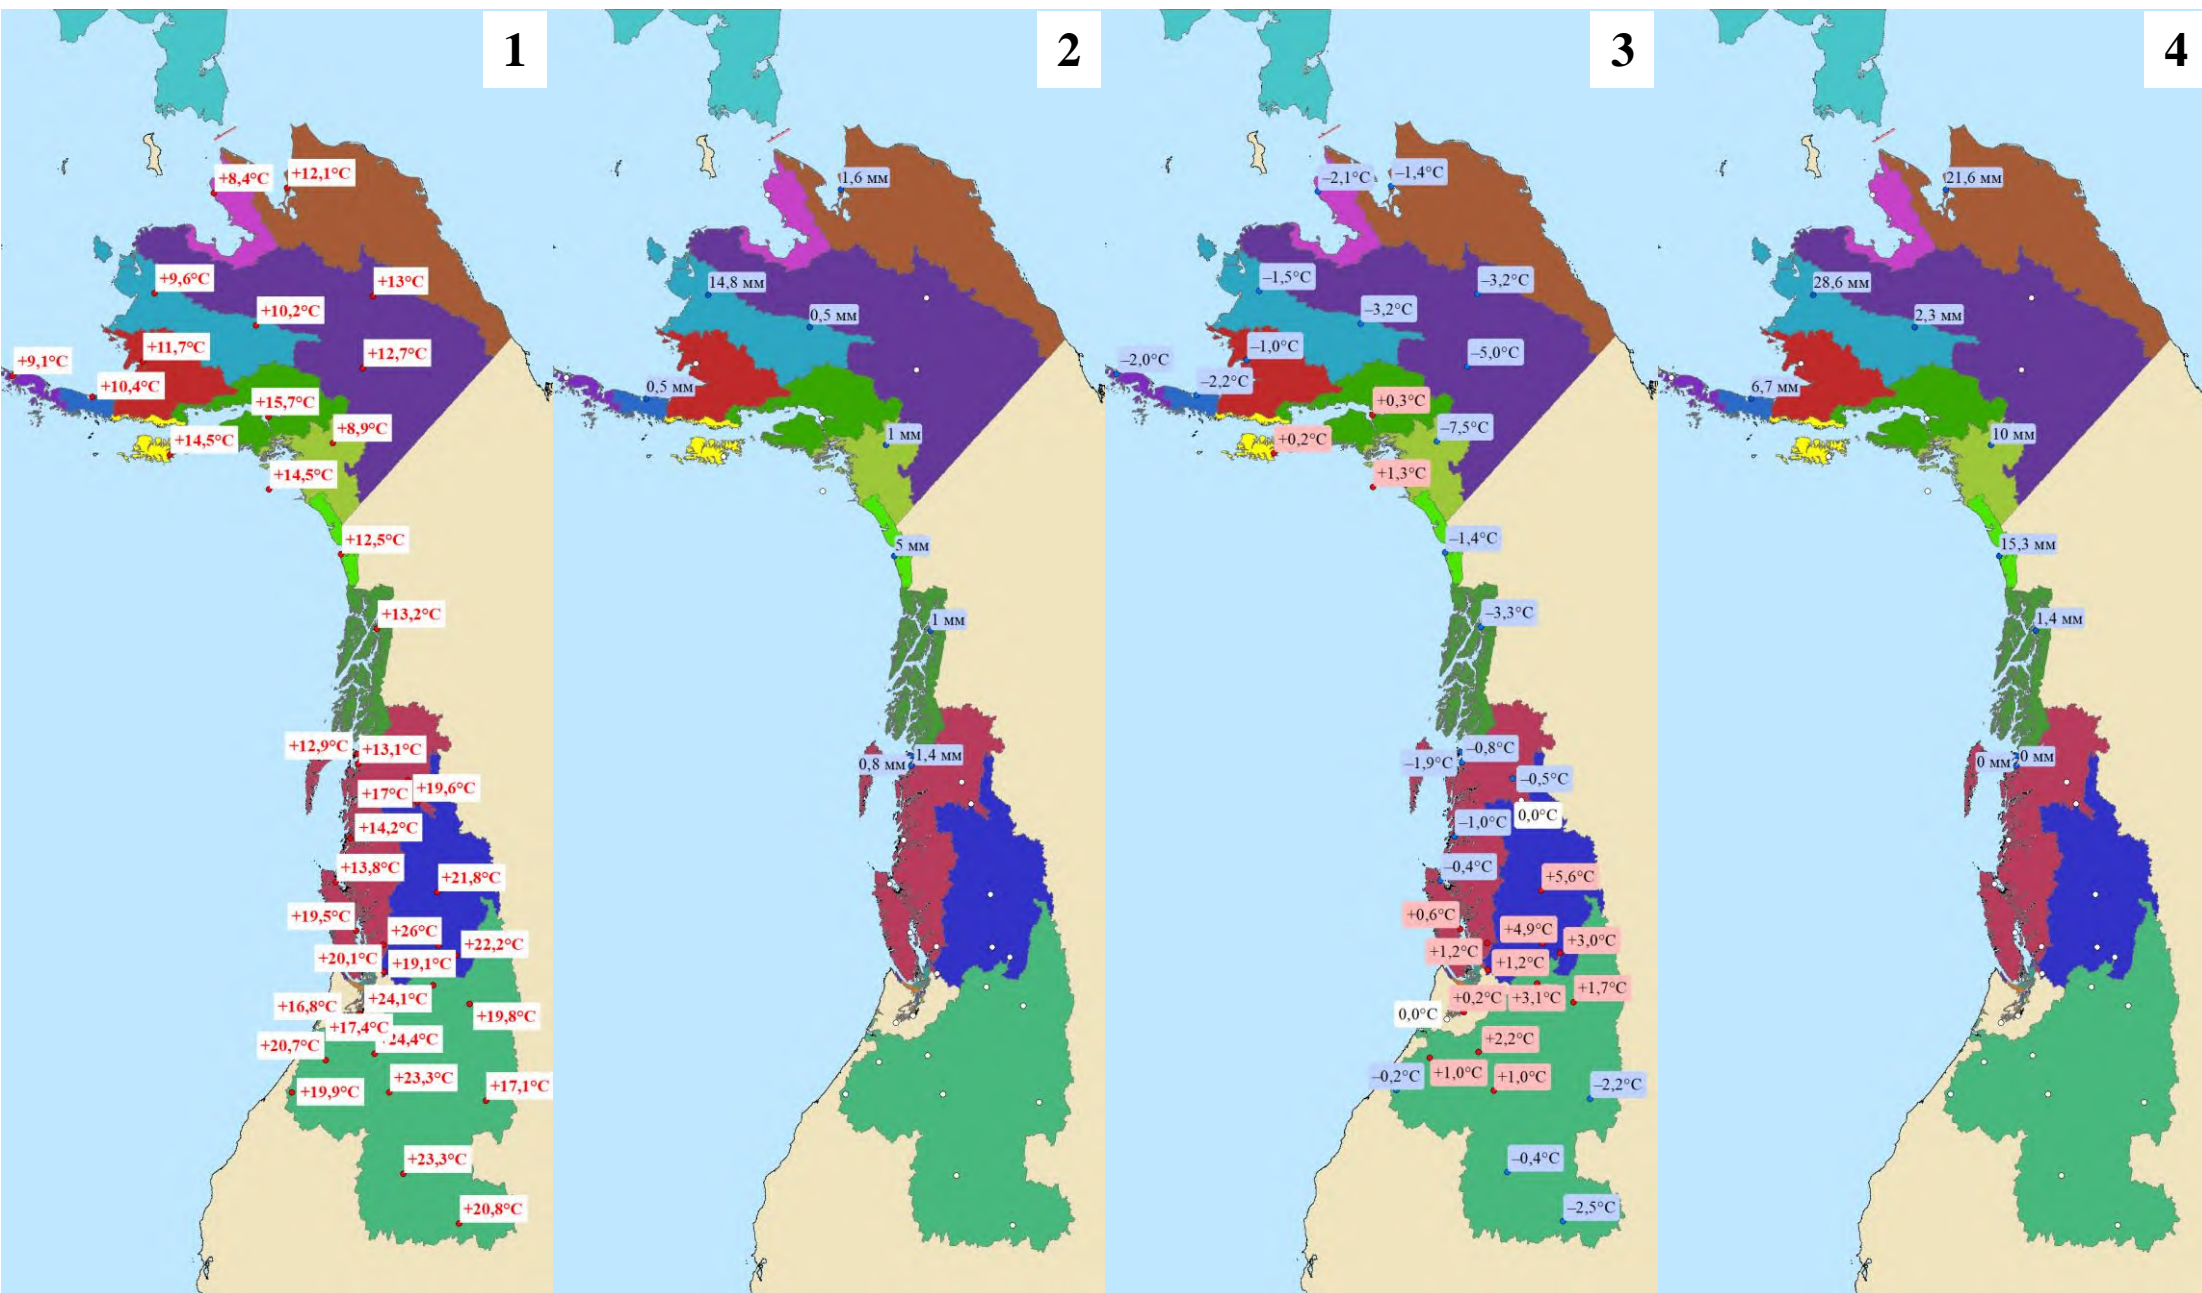 1
+8,4°C
+12,1°C
+9,6°C
+13°C
+10,2°C
+11,7°C
+12,7°C
+9,1°C
+10,4°C
+15,7°C
+8,9°C
+14,5°C
+14,5°C
+12,5°C
+13,2°C
+12,9°C
+13,1°C
+17°C
+19,6°C
+14,2°C
+13,8°C
+21,8°C
+19,5°C
+26°C
+22,2°C
+20,1°C
+19,1°C
+24,1°C
+16,8°C
+19,8°C
+17,4°C
24,4°C
+20,7°C
+23,3°C
+19,9°C
+17,1°C
+23,3°C
+20,8°C
2
1,6 мм
14,8 мм
0,5 мм
0,5 мм
1 мм
5 мм
1 мм
1,4 мм
0,8 мм
3
–2,1°C
–1,4°C
–1,5°C
–3,2°C
–3,2°C
–1,0°C
–5,0°C
–2,0°C
–2,2°C
+0,3°C
–7,5°C
+0,2°C
+1,3°C
–1,4°C
–3,3°C
–0,8°C
–1,9°C
–0,5°C
0,0°C
–1,0°C
–0,4°C
+5,6°C
+0,6°C
+4,9°C
+3,0°C
+1,2°C
+1,2°C
+1,7°C
+0,2°C
+3,1°C
0,0°C
+2,2°C
–0,2°C
+1,0°C
+1,0°C
–2,2°C
–0,4°C
–2,5°C
4
21,6 мм
28,6 мм
2,3 мм
6,7 мм
10 мм
15,3 мм
1,4 мм
0 мм
0 мм